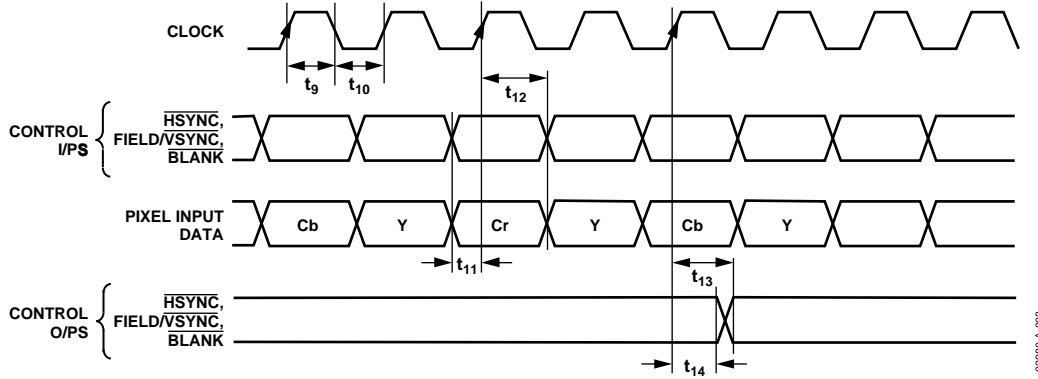 CLOCK
t9
t10
t12
CONTROL
I/PS
HSYNC,
FIELD/VSYNC,
BLANK
PIXEL INPUT
DATA
Cb
Y
Cr
Y
Cb
Y
t11
t13
CONTROL
O/PS
HSYNC,
FIELD/VSYNC,
BLANK
t14